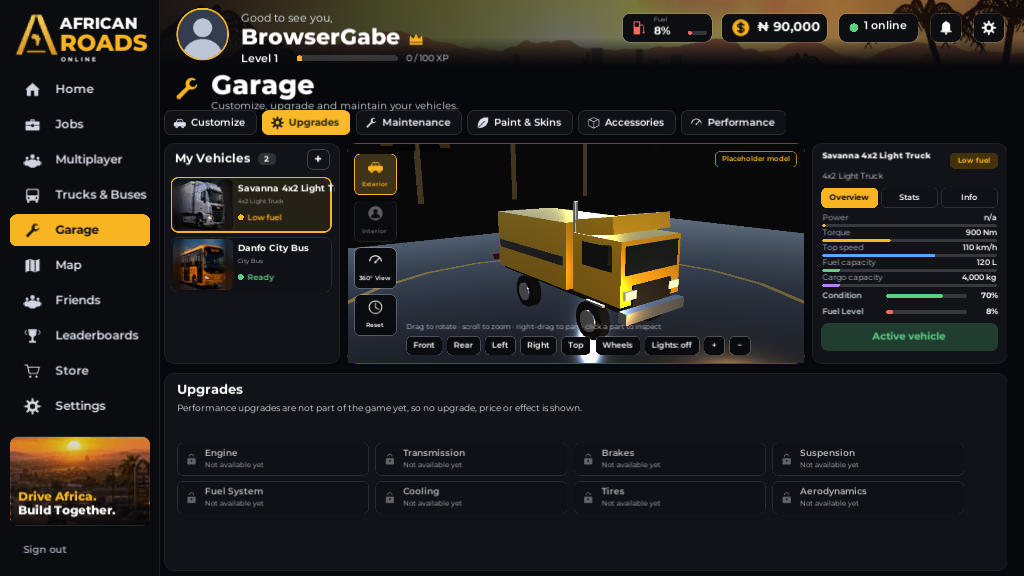 AFRICAN
ROADS
ONLINE
Home
Jobs
Multiplayer
Trucks & Buses
Garage
Map
Friends
Leaderboards
Store
Settings
Drive Africa.
Build Together.
Sign out
Good to see you,
BrowserGabe
Level 1
0 / 100 XP
Fuel
8%
₦ 90,000
1 online
Garage
Customize, upgrade and maintain your vehicles.
Customize
Upgrades
Maintenance
Paint & Skins
Accessories
Performance
My Vehicles
2
+
Savanna 4x2 Light T
4x2 Light Truck
Low fuel
Danfo City Bus
City Bus
Ready
Exterior
Interior
360° View
Reset
Placeholder model
Drag to rotate · scroll to zoom · right-drag to pan · click a part to inspect
Front
Rear
Left
Right
Top
Wheels
Lights: off
+
−
Savanna 4x2 Light Truck
Low fuel
4x2 Light Truck
Overview
Stats
Info
Power n/a
Torque 900 Nm
Top speed 110 km/h
Fuel capacity 120 L
Cargo capacity 4,000 kg
Condition 70%
Fuel Level 8%
Active vehicle
Upgrades
Performance upgrades are not part of the game yet, so no upgrade, price or effect is shown.
Engine
Not available yet
Transmission
Not available yet
Brakes
Not available yet
Suspension
Not available yet
Fuel System
Not available yet
Cooling
Not available yet
Tires
Not available yet
Aerodynamics
Not available yet